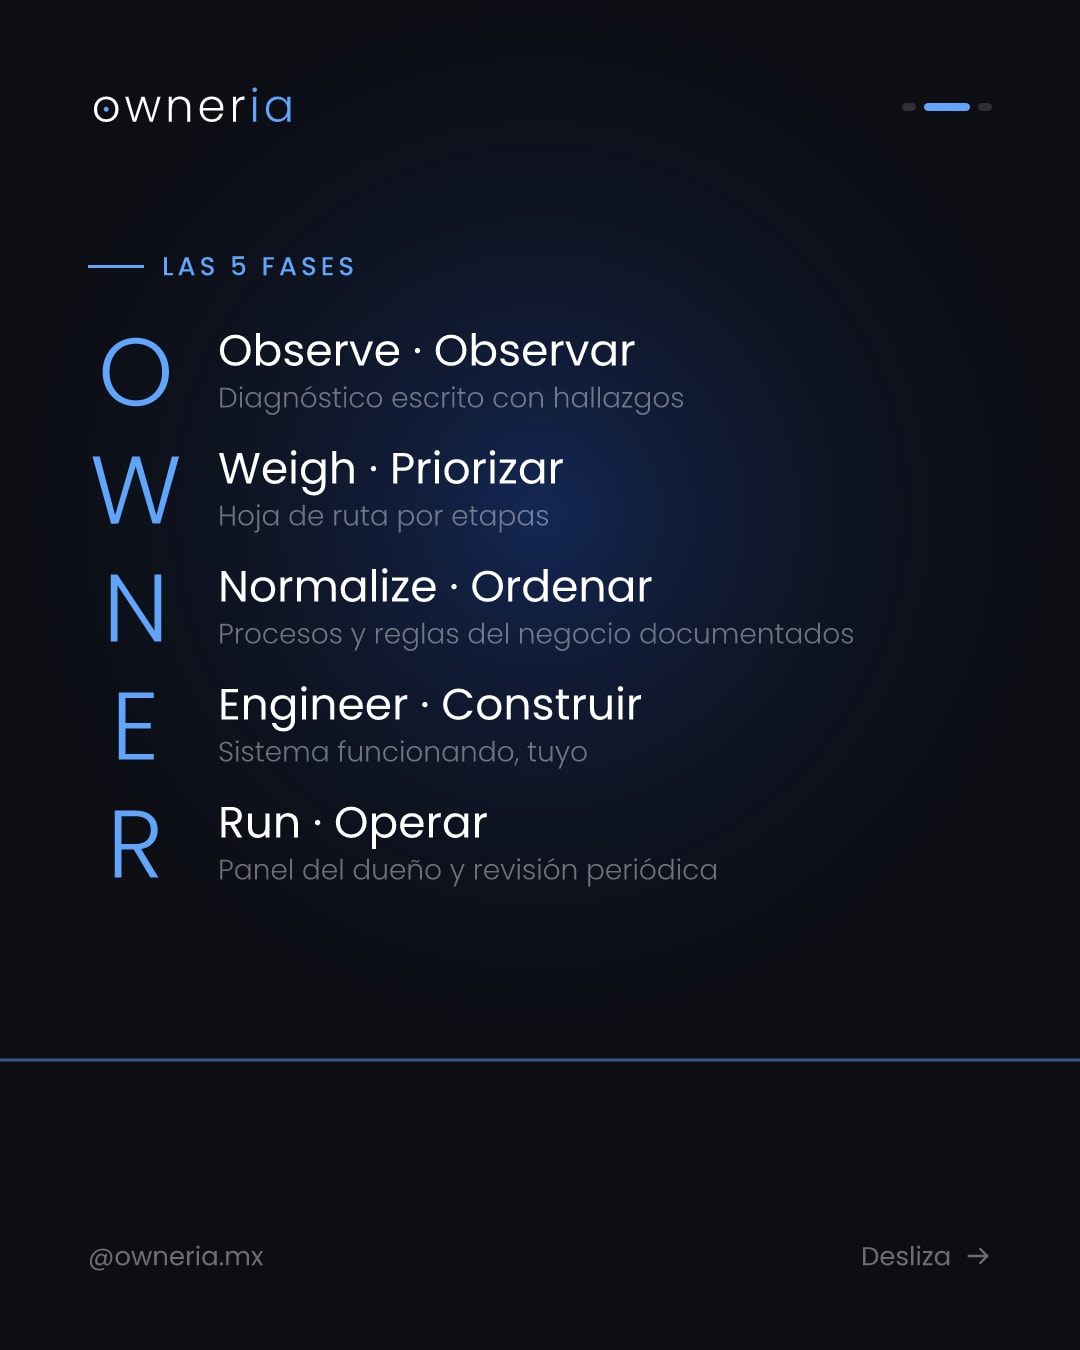 owneria
LAS 5 FASES
O
Observe · Observar
Diagnóstico escrito con hallazgos
W
Weigh · Priorizar
Hoja de ruta por etapas
N
Normalize · Ordenar
Procesos y reglas del negocio documentados
E
Engineer · Construir
Sistema funcionando, tuyo
R
Run · Operar
Panel del dueño y revisión periódica
@owneria.mx
Desliza →